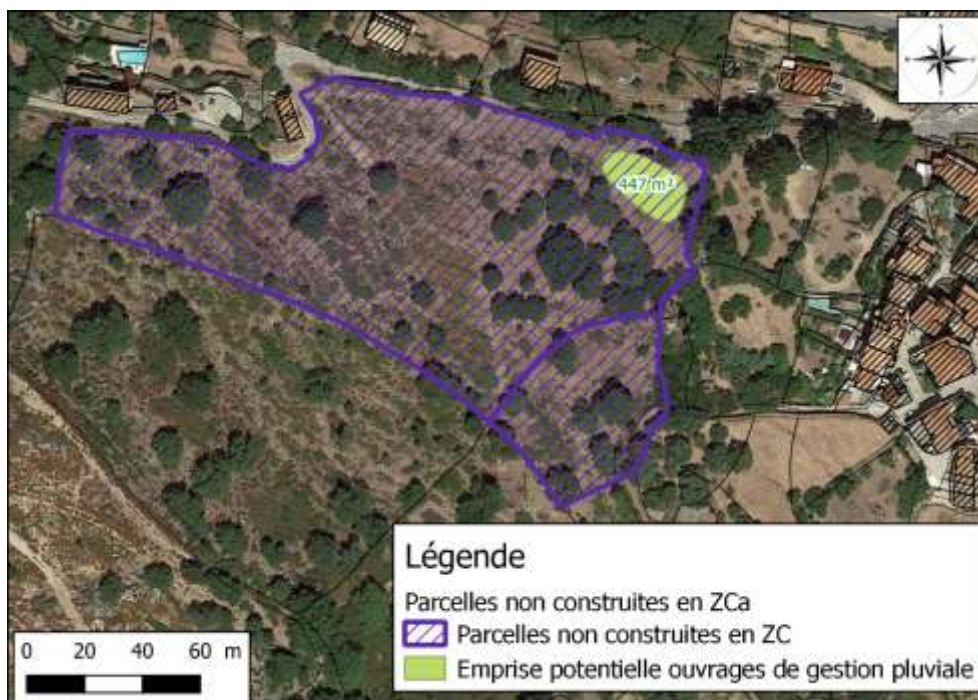 447 m²
Légende
Parcelles non construites en ZCa
Parcelles non construites en ZC
Emprise potentielle ouvrages de gestion pluviale
0 20 40 60 m